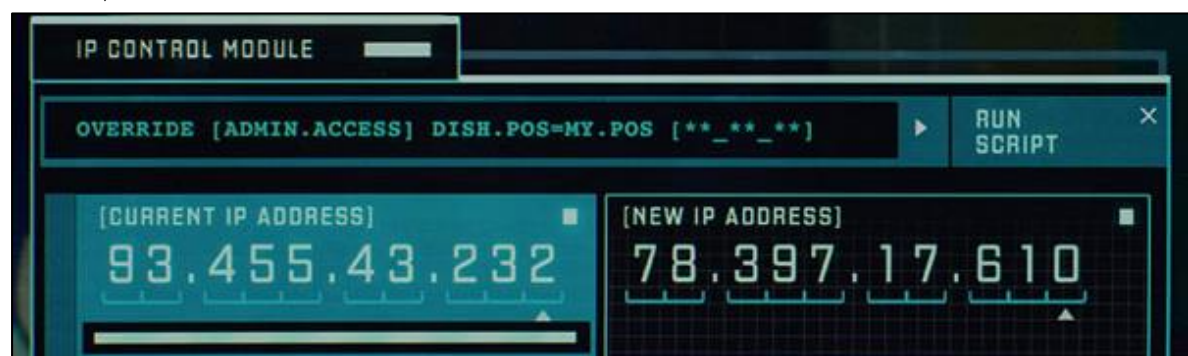 IP CONTROL MODULE
OVERRIDE [ADMIN.ACCESS] DISH.POS=MY.POS [**_**_**]
RUN
SCRIPT
[CURRENT IP ADDRESS]
93.455.43.232
[NEW IP ADDRESS]
78.397.17.610